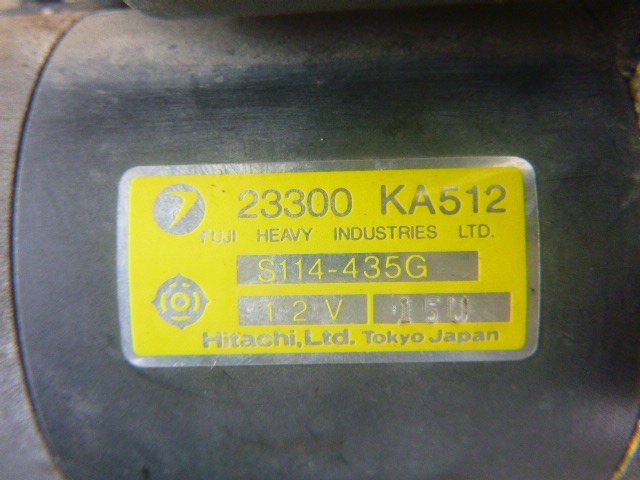 23300 KA512
FUJI HEAVY INDUSTRIES LTD.
S114-435G
12V
Hitachi, Ltd. Tokyo Japan